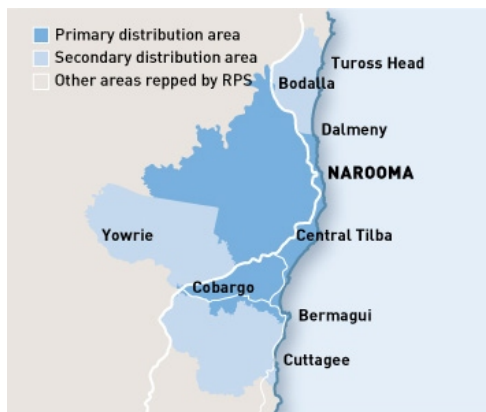 Primary distribution area
Secondary distribution area
Other areas repped by RPS
Tuross Head
Bodalla
Dalmeny
NAROOMA
Yowrie
Central Tilba
Cobargo
Bermagui
Cuttagee